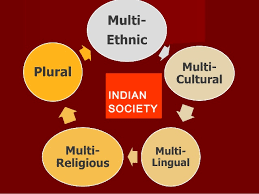 Multi-
Ethnic
Multi-
Cultural
Multi-
Lingual
Multi-
Religious
Plural
INDIAN
SOCIETY